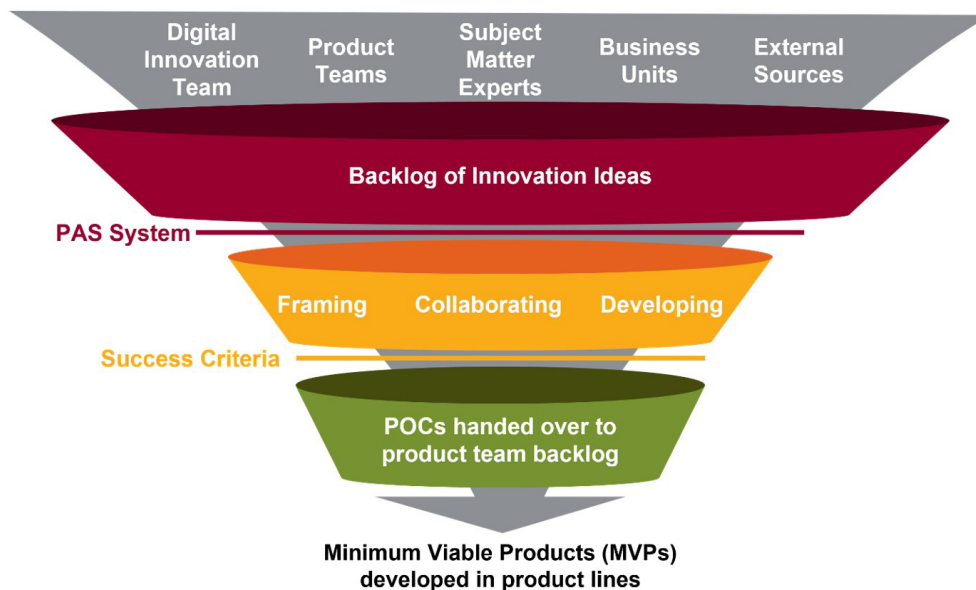 Digital
Innovation
Team
Product
Teams
Subject
Matter
Experts
Business
Units
External
Sources
Backlog of Innovation Ideas
PAS System
Framing
Collaborating
Developing
Success Criteria
POCs handed over to
product team backlog
Minimum Viable Products (MVPs)
developed in product lines